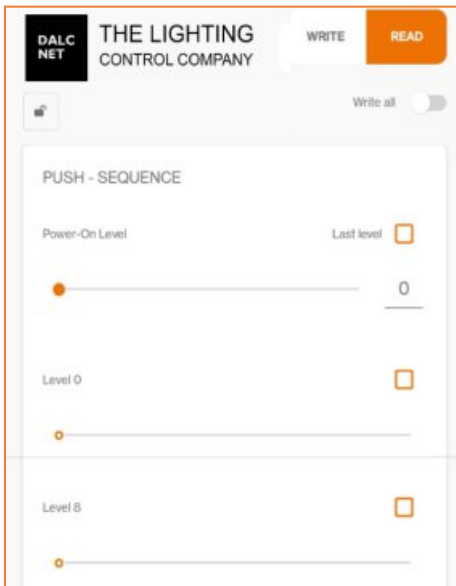 DALC
NET
THE LIGHTING
CONTROL COMPANY
WRITE
READ
Write all
PUSH - SEQUENCE
Power-On Level
Last level
0
Level 0
Level 8